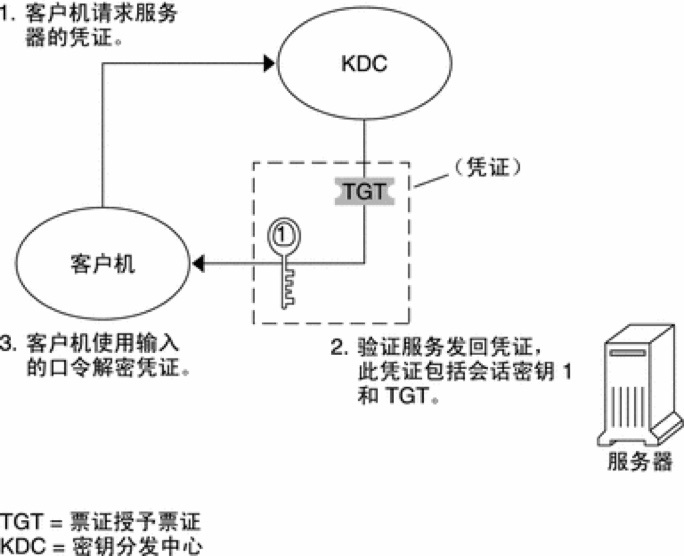 1. 客户机请求服务
器的凭证。
KDC
（凭证）
TGT
1
客户机
3. 客户机使用输入
的口令解密凭证。
2. 验证服务发回凭证，
此凭证包括会话密钥 1
和 TGT。
服务器
TGT = 票证授予票证
KDC = 密钥分发中心